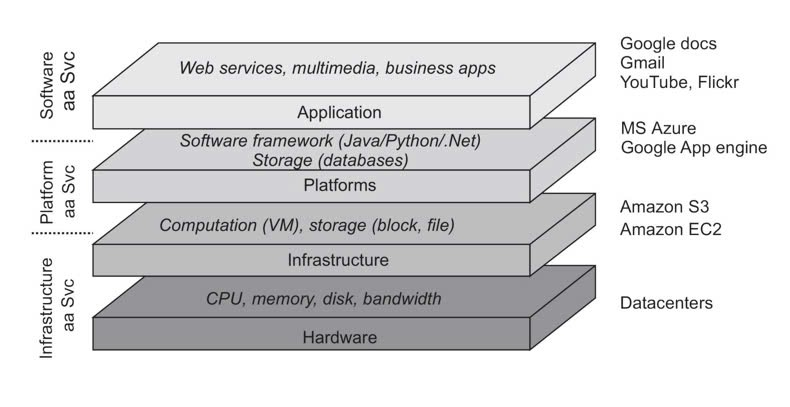 Software
aa Svc
Web services, multimedia, business apps
Application
Google docs
Gmail
YouTube, Flickr
Platform
aa Svc
Software framework (Java/Python/.Net)
Storage (databases)
Platforms
MS Azure
Google App engine
Infrastructure
aa Svc
Computation (VM), storage (block, file)
Infrastructure
Amazon S3
Amazon EC2
CPU, memory, disk, bandwidth
Hardware
Datacenters